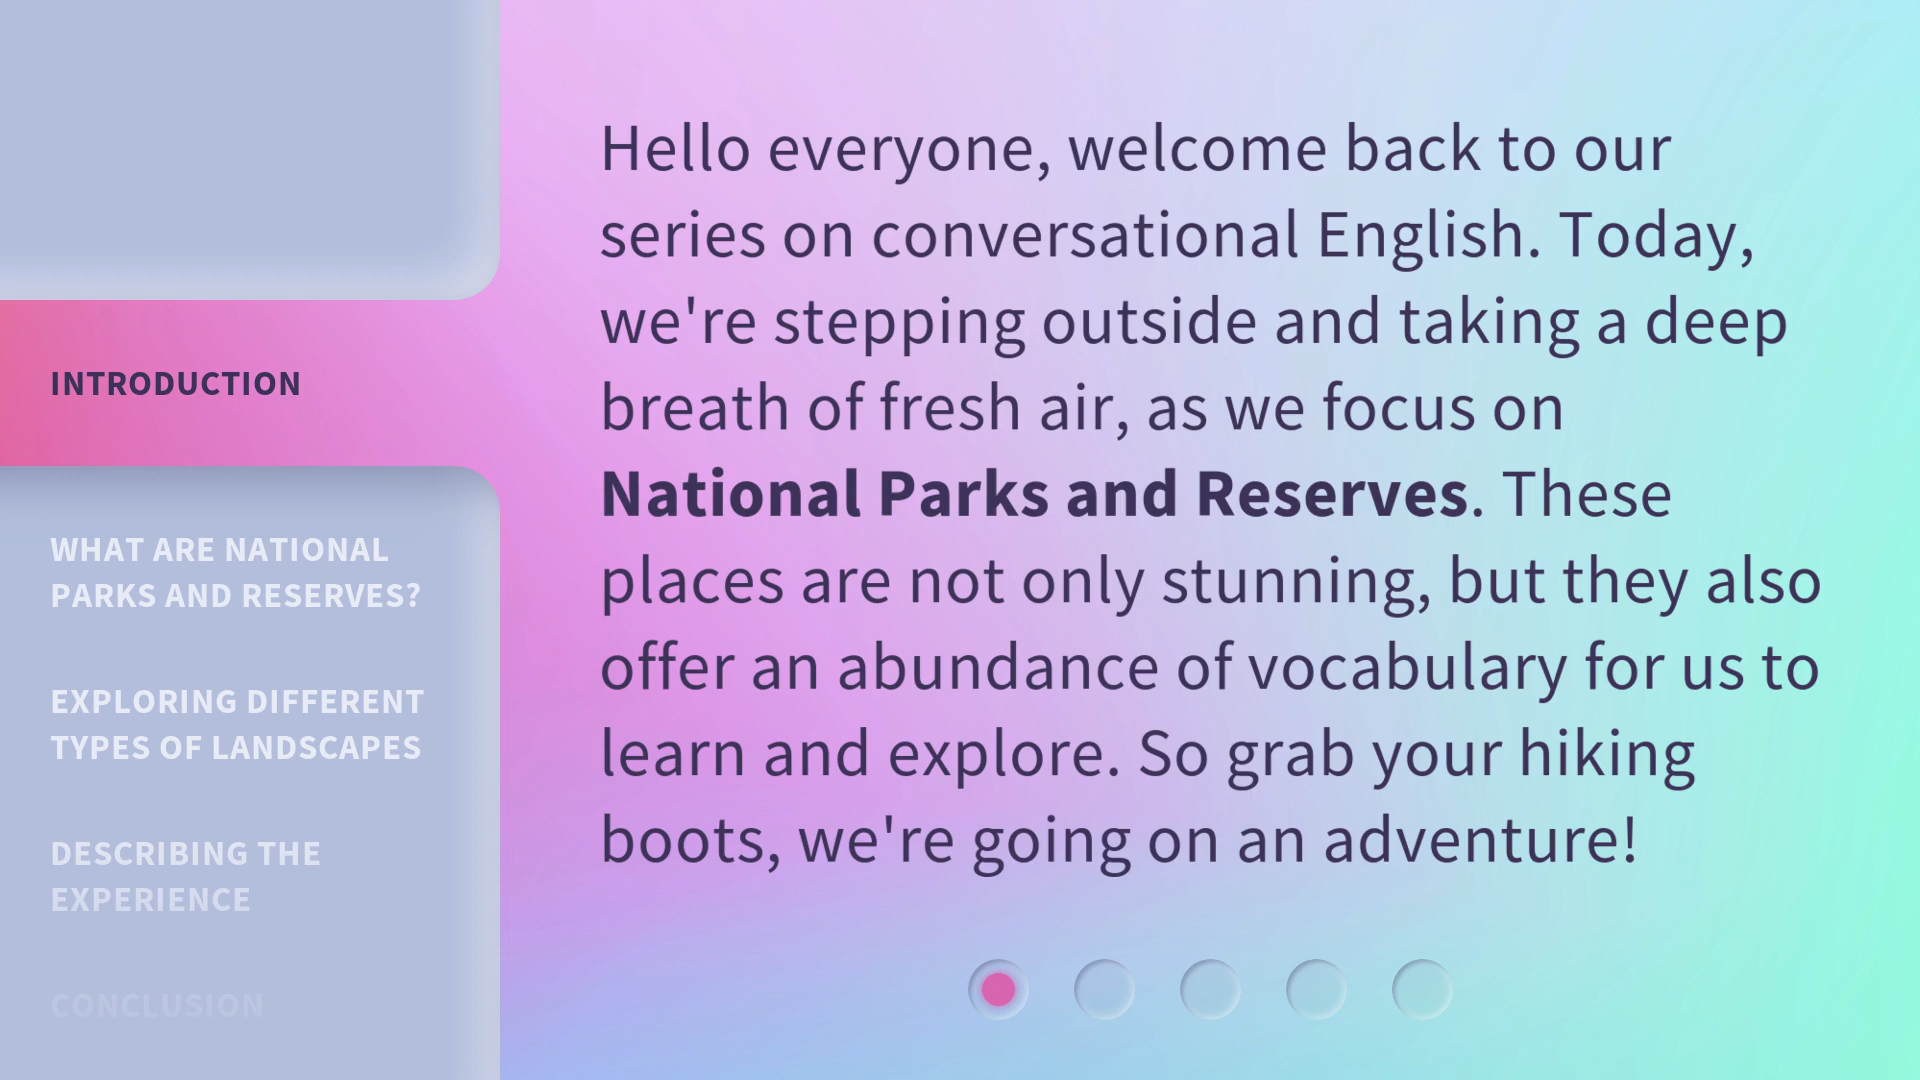 INTRODUCTION
WHAT ARE NATIONAL
PARKS AND RESERVES?
EXPLORING DIFFERENT
TYPES OF LANDSCAPES
DESCRIBING THE
EXPERIENCE
CONCLUSION
Hello everyone, welcome back to our
series on conversational English. Today,
we're stepping outside and taking a deep
breath of fresh air, as we focus on
National Parks and Reserves. These
places are not only stunning, but they also
offer an abundance of vocabulary for us to
learn and explore. So grab your hiking
boots, we're going on an adventure!